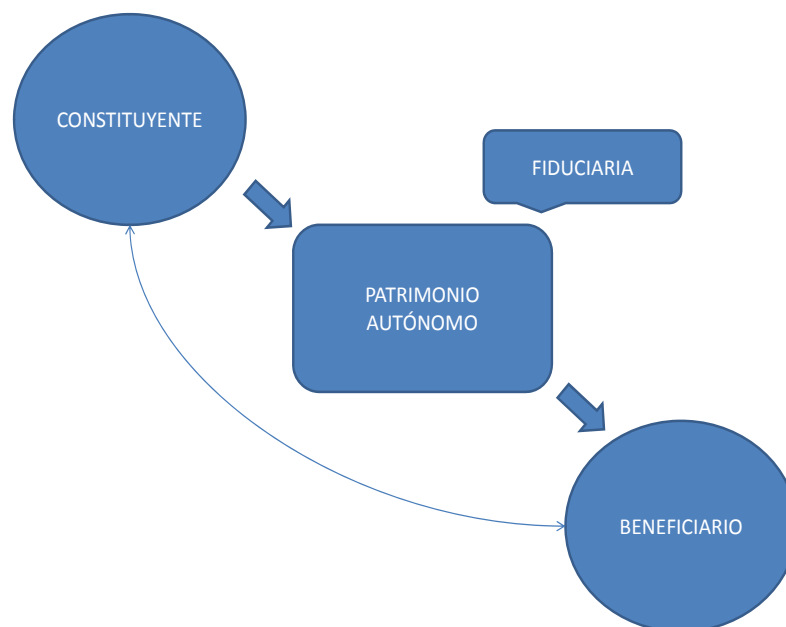 CONSTITUYENTE
FIDUCIARIA
PATRIMONIO
AUTÓNOMO
BENEFICIARIO